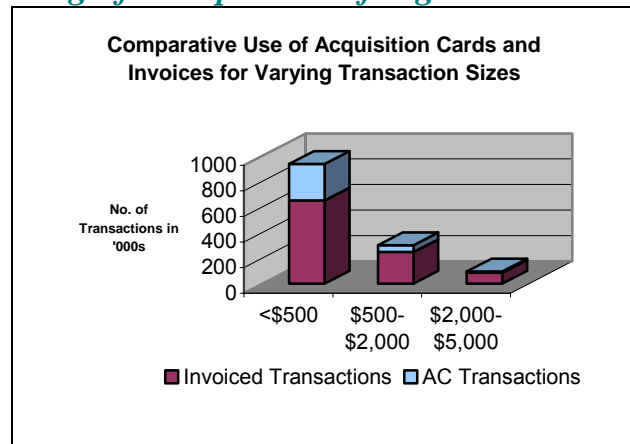 Comparative Use of Acquisition Cards and
Invoices for Varying Transaction Sizes
No. of
Transactions in
'000s
1000
800
600
400
200
0
<$500
$500-
$2,000
$2,000-
$5,000
Invoiced Transactions
AC Transactions